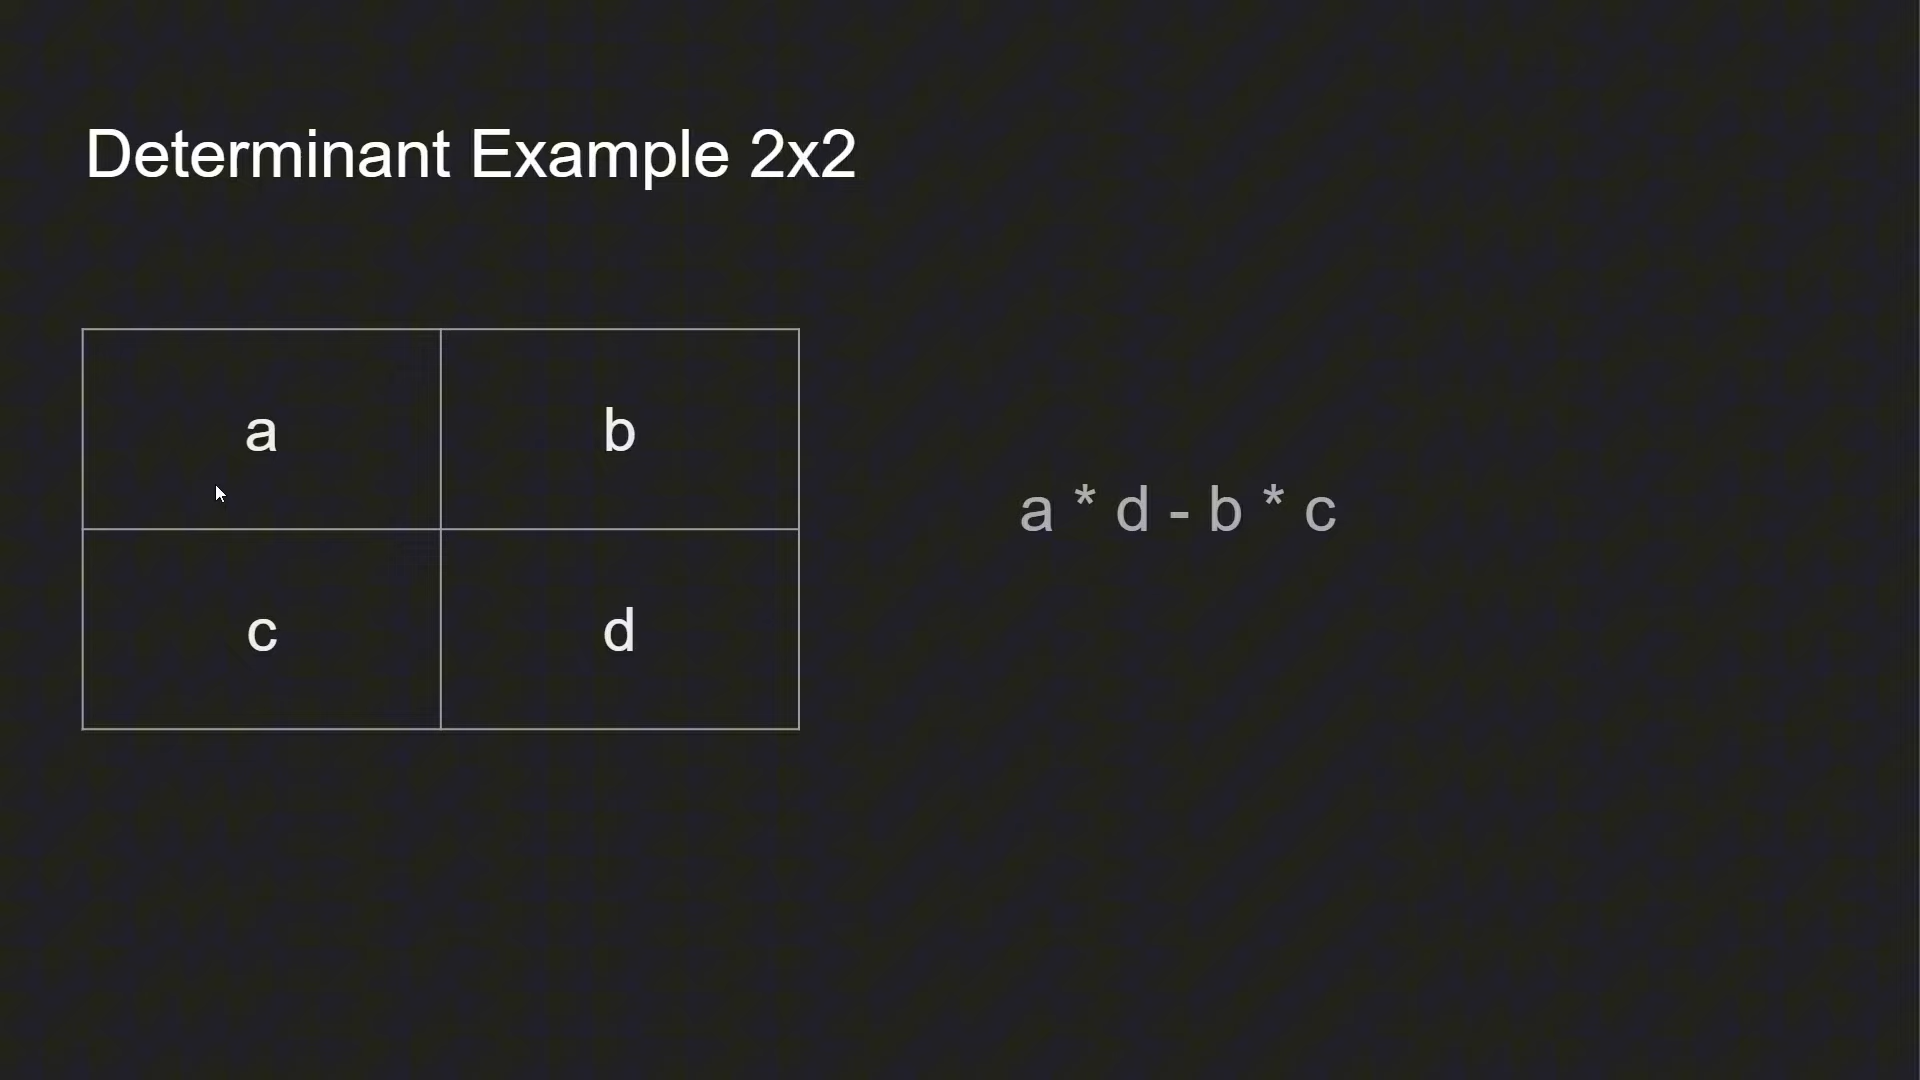 Determinant Example 2x2
a b
a * d - b * c
c d